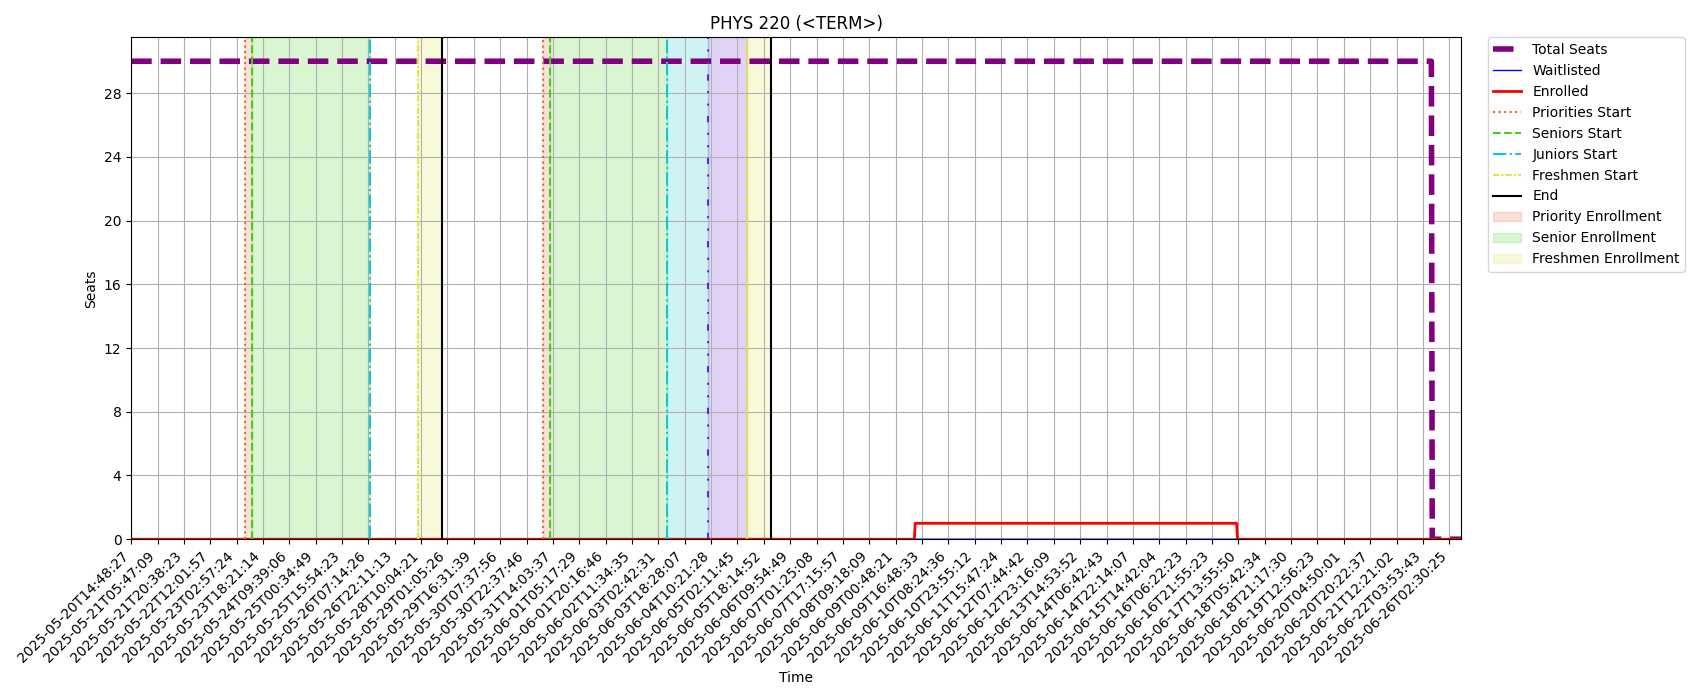 PHYS 220 (<TERM>)
Total Seats
Waitlisted
Enrolled
Priorities Start
Seniors Start
Juniors Start
Freshmen Start
End
Priority Enrollment
Senior Enrollment
Freshmen Enrollment
Seats
28
24
20
16
12
8
4
0
2025-05-20T14:48:27
2025-05-21T05:47:09
2025-05-21T20:38:23
2025-05-22T12:01:57
2025-05-23T02:57:24
2025-05-23T18:21:14
2025-05-24T09:39:06
2025-05-25T00:34:49
2025-05-25T15:54:23
2025-05-26T07:14:26
2025-05-26T22:11:13
2025-05-28T10:04:21
2025-05-29T01:05:26
2025-05-29T16:31:39
2025-05-30T07:37:56
2025-05-30T22:37:46
2025-05-31T14:03:37
2025-06-01T05:17:29
2025-06-01T20:16:46
2025-06-02T11:34:35
2025-06-03T02:42:31
2025-06-03T18:28:07
2025-06-04T10:21:28
2025-06-05T02:11:45
2025-06-05T18:14:52
2025-06-06T09:54:49
2025-06-07T01:25:08
2025-06-07T17:15:57
2025-06-08T09:18:09
2025-06-09T00:48:21
2025-06-09T16:48:33
2025-06-10T08:24:36
2025-06-10T23:55:12
2025-06-11T15:47:24
2025-06-12T07:44:42
2025-06-12T23:16:09
2025-06-13T14:53:52
2025-06-14T06:42:43
2025-06-14T22:14:07
2025-06-15T14:42:04
2025-06-16T06:22:23
2025-06-16T21:55:23
2025-06-17T13:55:50
2025-06-18T05:42:34
2025-06-18T21:17:30
2025-06-19T12:56:23
2025-06-20T04:50:01
2025-06-20T20:22:37
2025-06-21T12:21:02
2025-06-22T03:53:43
2025-06-26T02:30:25
Time